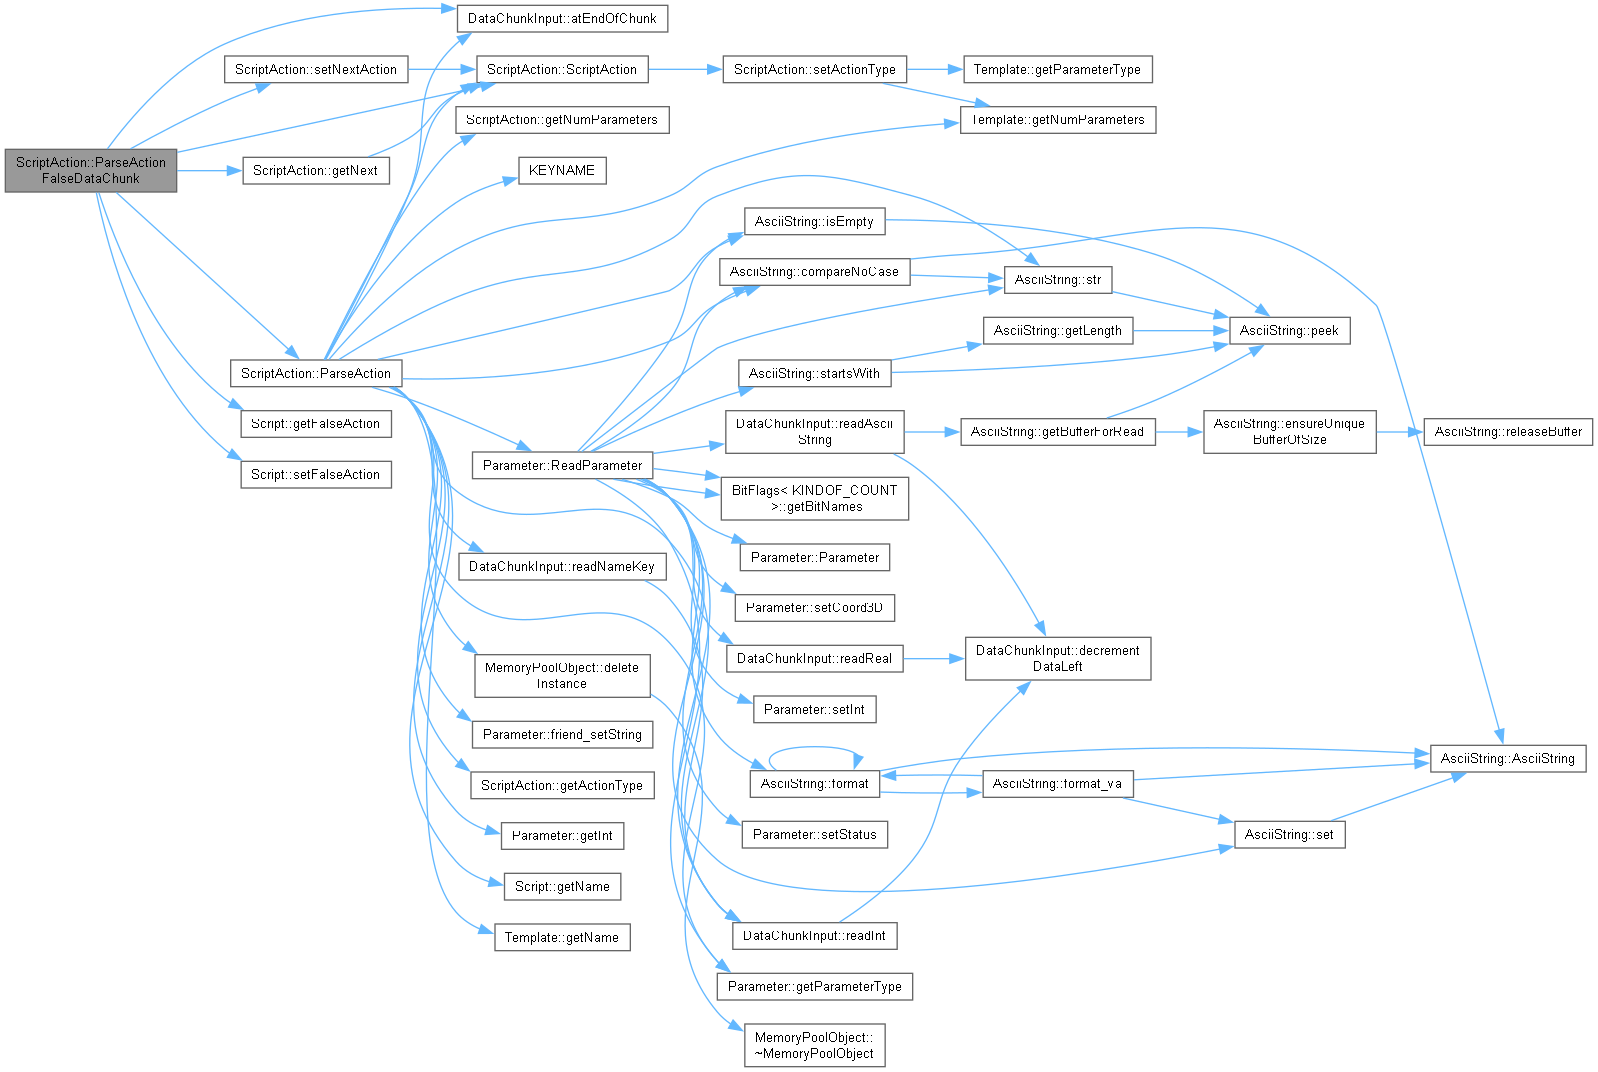 DataChunkInput::atEndOfChunk
ScriptAction::setNextAction
ScriptAction::ScriptAction
ScriptAction::setActionType
Template::getParameterType
ScriptAction::getNumParameters
Template::getNumParameters
ScriptAction::ParseAction
FalseDataChunk
ScriptAction::getNext
KEYNAME
AsciiString::isEmpty
AsciiString::compareNoCase
AsciiString::str
AsciiString::getLength
AsciiString::peek
ScriptAction::ParseAction
AsciiString::startsWith
Script::getFalseAction
DataChunkInput::readAscii
String
AsciiString::getBufferForRead
AsciiString::ensureUnique
BufferOfSize
AsciiString::releaseBuffer
Script::setFalseAction
Parameter::ReadParameter
BitFlags< KINDOF_COUNT
>::getBitNames
DataChunkInput::readNameKey
Parameter::Parameter
Parameter::setCoord3D
MemoryPoolObject::delete
Instance
DataChunkInput::readReal
DataChunkInput::decrement
DataLeft
Parameter::setInt
Parameter::friend_setString
ScriptAction::getActionType
AsciiString::format
AsciiString::format_va
AsciiString::AsciiString
Parameter::getInt
Parameter::setStatus
AsciiString::set
Script::getName
Template::getName
DataChunkInput::readInt
Parameter::getParameterType
MemoryPoolObject::
~MemoryPoolObject